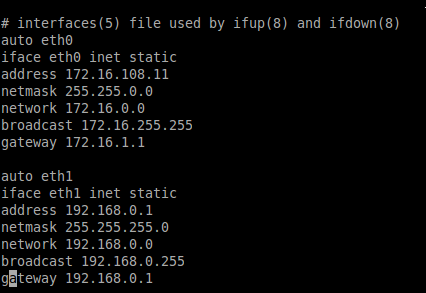 # interfaces(5) file used by ifup(8) and ifdown(8)
auto eth0
iface eth0 inet static
address 172.16.108.11
netmask 255.255.0.0
network 172.16.0.0
broadcast 172.16.255.255
gateway 172.16.1.1

auto eth1
iface eth1 inet static
address 192.168.0.1
netmask 255.255.255.0
network 192.168.0.0
broadcast 192.168.0.255
gateway 192.168.0.1